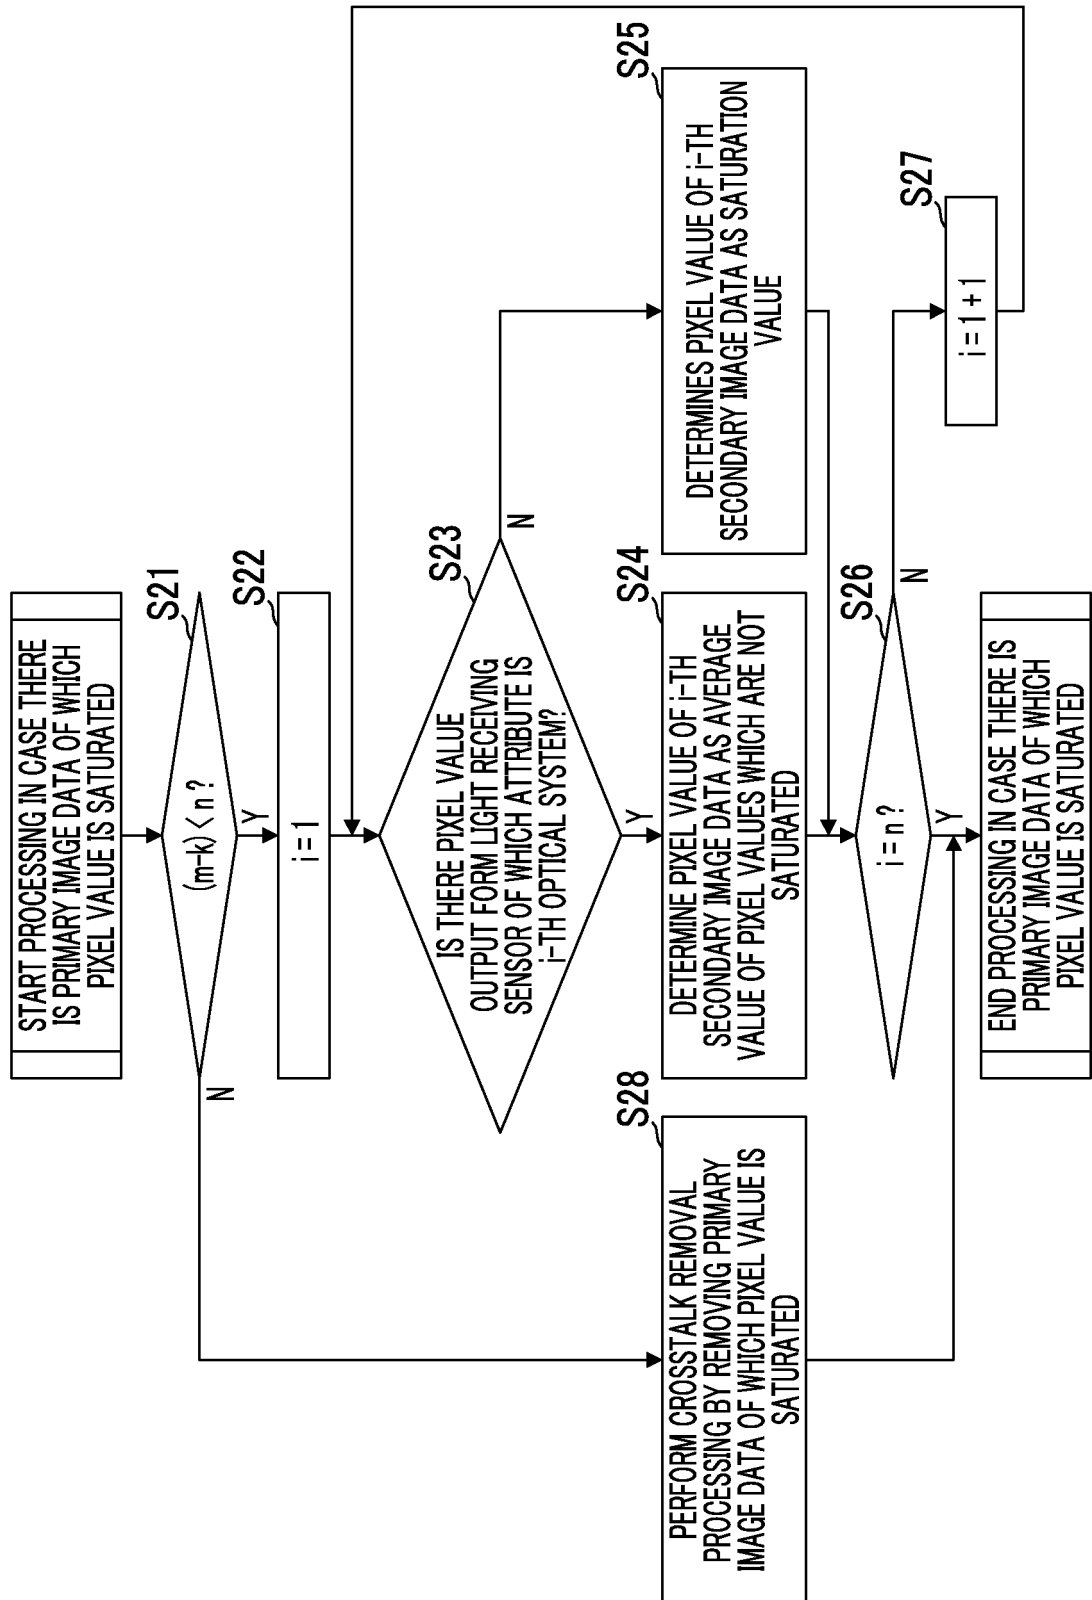 START PROCESSING IN CASE THERE
IS PRIMARY IMAGE DATA OF WHICH
PIXEL VALUE IS SATURATED
S21
(m-k)<n?
N
Y
S22
i=1
S23
IS THERE PIXEL VALUE
OUTPUT FORM LIGHT RECEIVING
SENSOR OF WHICH ATTRIBUTE IS
i-TH OPTICAL SYSTEM?
N
Y
S28
PERFORM CROSSTALK REMOVAL
PROCESSING BY REMOVING PRIMARY
IMAGE DATA OF WHICH PIXEL VALUE IS
SATURATED
S24
DETERMINE PIXEL VALUE OF i-TH
SECONDARY IMAGE DATA AS AVERAGE
VALUE OF PIXEL VALUES WHICH ARE NOT
SATURATED
S25
DETERMINES PIXEL VALUE OF i-TH
SECONDARY IMAGE DATA AS SATURATION
VALUE
S26
i=n?
N
Y
S27
i=1+1
END PROCESSING IN CASE THERE IS
PRIMARY IMAGE DATA OF WHICH
PIXEL VALUE IS SATURATED